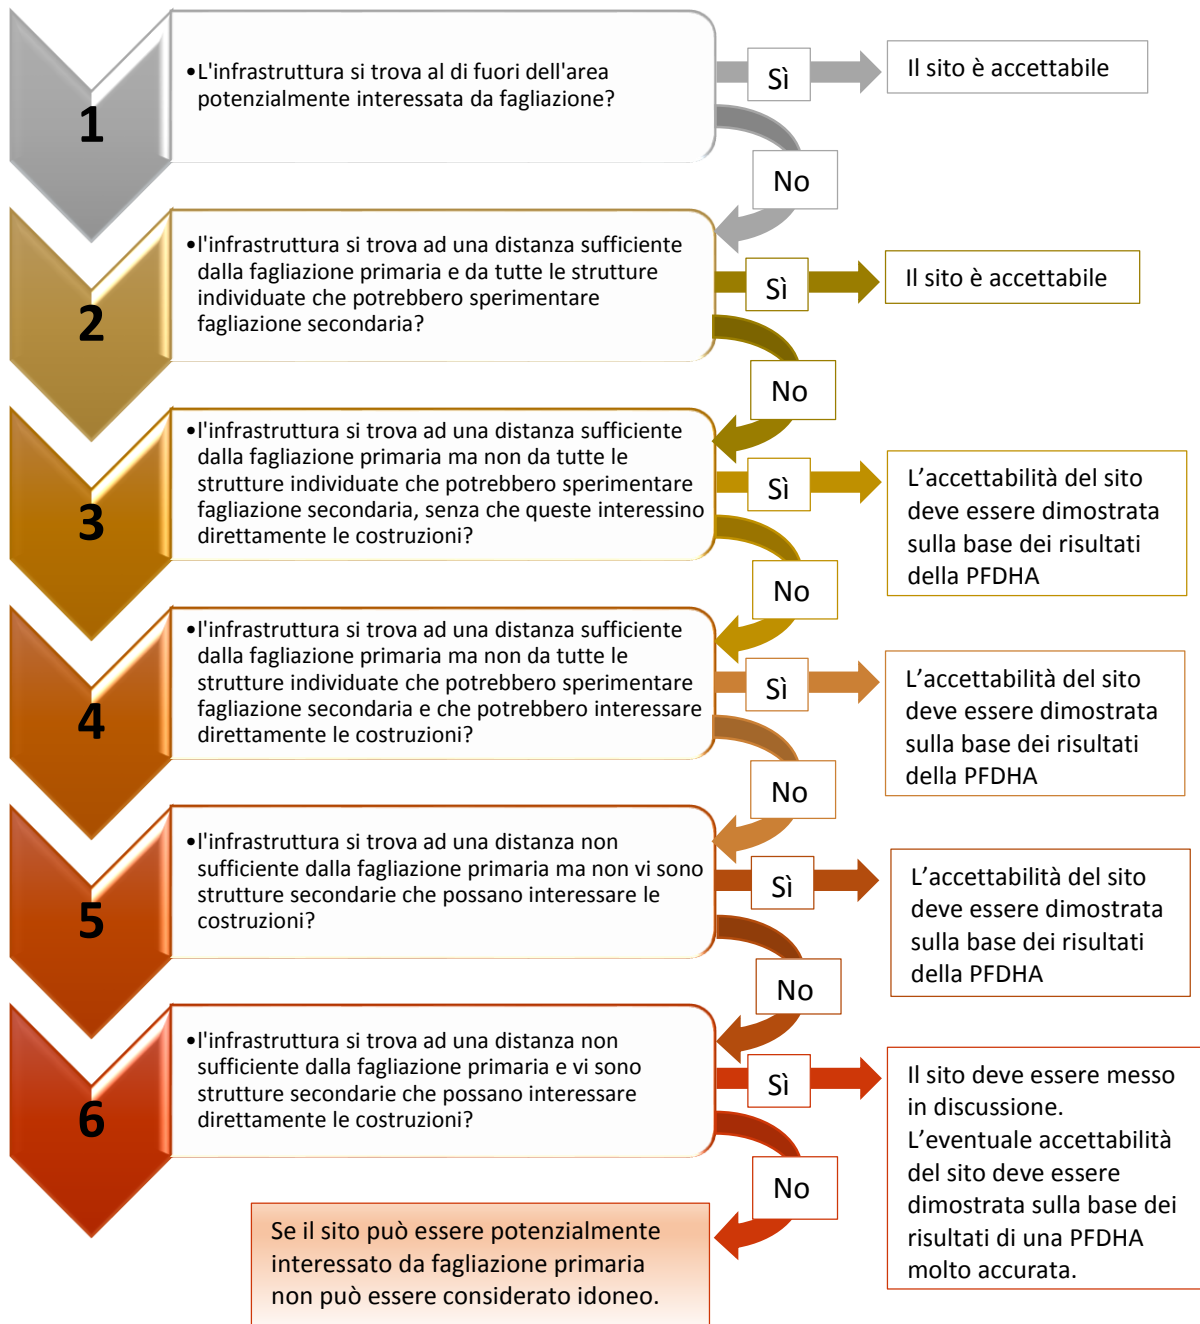 1
•L'infrastruttura si trova al di fuori dell'area
potenzialmente interessata da fagliazione?
Sì
Il sito è accettabile
No
2
•l'infrastruttura si trova ad una distanza sufficiente
dalla fagliazione primaria e da tutte le strutture
individuate che potrebbero sperimentare
fagliazione secondaria?
Sì
Il sito è accettabile
No
3
•l'infrastruttura si trova ad una distanza sufficiente
dalla fagliazione primaria ma non da tutte le
strutture individuate che potrebbero sperimentare
fagliazione secondaria, senza che queste interessino
direttamente le costruzioni?
Sì
L’accettabilità del sito
deve essere dimostrata
sulla base dei risultati
della PFDHA
No
4
•l'infrastruttura si trova ad una distanza sufficiente
dalla fagliazione primaria ma non da tutte le
strutture individuate che potrebbero sperimentare
fagliazione secondaria e che potrebbero interessare
direttamente le costruzioni?
Sì
L’accettabilità del sito
deve essere dimostrata
sulla base dei risultati
della PFDHA
No
5
•l'infrastruttura si trova ad una distanza non
sufficiente dalla fagliazione primaria ma non vi sono
strutture secondarie che possano interessare le
costruzioni?
Sì
L’accettabilità del sito
deve essere dimostrata
sulla base dei risultati
della PFDHA
No
6
•l'infrastruttura si trova ad una distanza non
sufficiente dalla fagliazione primaria e vi sono
strutture secondarie che possano interessare
direttamente le costruzioni?
Sì
Il sito deve essere messo
in discussione.
L’eventuale accettabilità
del sito deve essere
dimostrata sulla base dei
risultati di una PFDHA
molto accurata.
No
Se il sito può essere potenzialmente
interessato da fagliazione primaria
non può essere considerato idoneo.